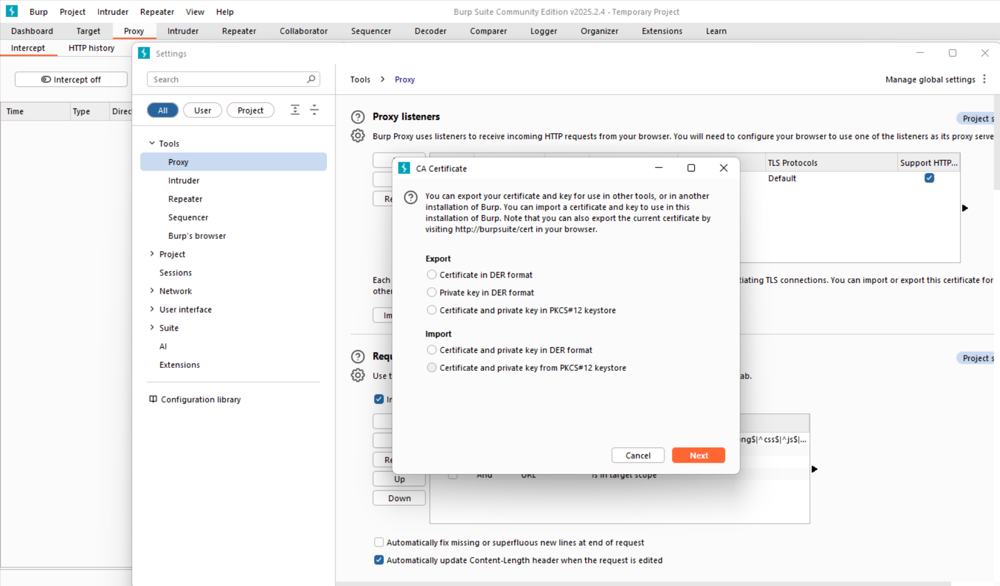 Burp Project Intruder Repeater View Help
Burp Suite Community Edition v2025.2.4 - Temporary Project
Dashboard Target Proxy Intruder Repeater Collaborator Sequencer Decoder Comparer Logger Organizer Extensions Learn
Intercept HTTP history
Intercept off
Time Type Direc
Settings
Search
All User Project
Tools
Proxy
Intruder
Repeater
Sequencer
Burp's browser
Project
Sessions
Network
User interface
Suite
AI
Extensions
Configuration library
Tools > Proxy
Manage global settings
Proxy listeners
Project s
Burp Proxy uses listeners to receive incoming HTTP requests from your browser. You will need to configure your browser to use one of the listeners as its proxy serve
TLS Protocols Support HTTP...
Default
Re
Each
tiating TLS connections. You can import or export this certificate for
other
Im
CA Certificate
You can export your certificate and key for use in other tools, or in another
installation of Burp. You can import a certificate and key to use in this
installation of Burp. Note that you can also export the current certificate by
visiting http://burpsuite/cert in your browser.
Export
Certificate in DER format
Private key in DER format
Certificate and private key in PKCS#12 keystore
Import
Certificate and private key in DER format
Certificate and private key from PKCS#12 keystore
Cancel Next
Requ
Project s
Use t
ab.
In
ng$|^css$|^js$|...
Re
And URL Is in target scope
Up
Down
Automatically fix missing or superfluous new lines at end of request
Automatically update Content-Length header when the request is edited